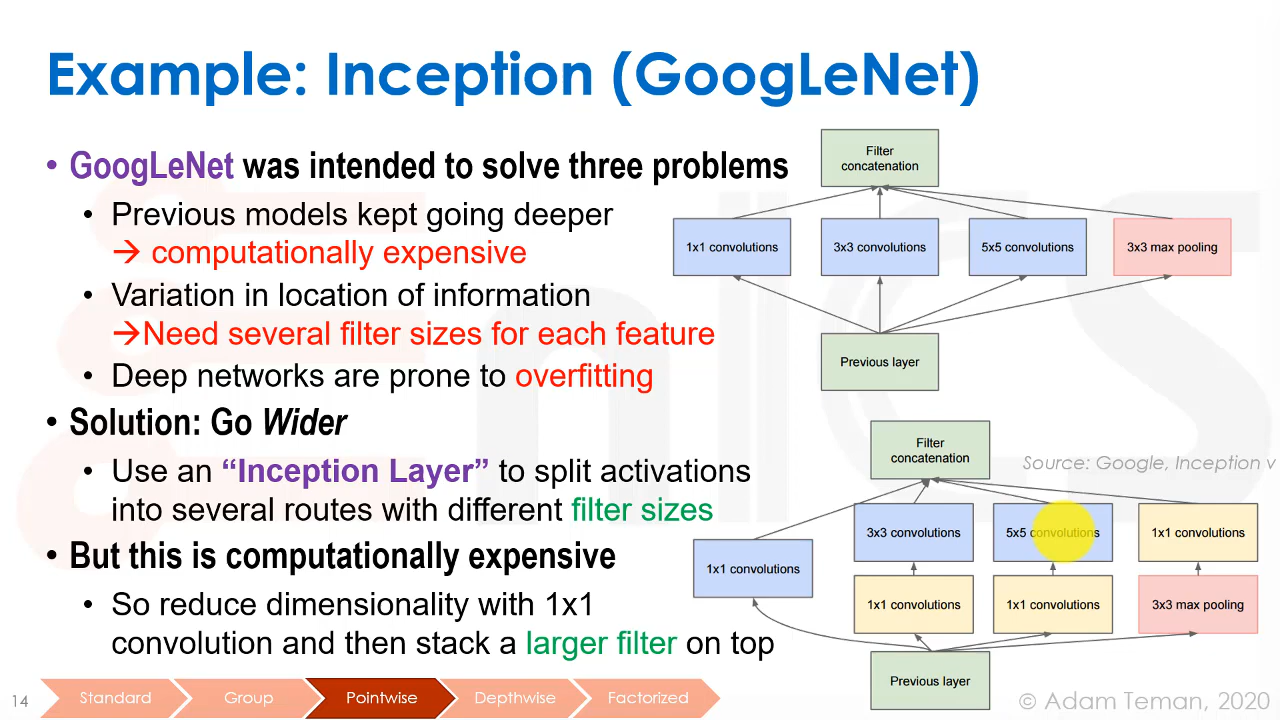 Example: Inception (GoogLeNet)
• GoogLeNet was intended to solve three problems
• Previous models kept going deeper
→ computationally expensive
• Variation in location of information
→Need several filter sizes for each feature
• Deep networks are prone to overfitting
• Solution: Go Wider
• Use an “Inception Layer” to split activations
into several routes with different filter sizes
• But this is computationally expensive
• So reduce dimensionality with 1x1
convolution and then stack a larger filter on top
Filter
concatenation
1x1 convolutions
3x3 convolutions
5x5 convolutions
3x3 max pooling
Previous layer
Filter
concatenation
Source: Google, Inception v
3x3 convolutions
5x5 convolutions
1x1 convolutions
1x1 convolutions
1x1 convolutions
1x1 convolutions
3x3 max pooling
Previous layer
14
Standard
Group
Pointwise
Depthwise
Factorized
© Adam Teman, 2020
EnICS